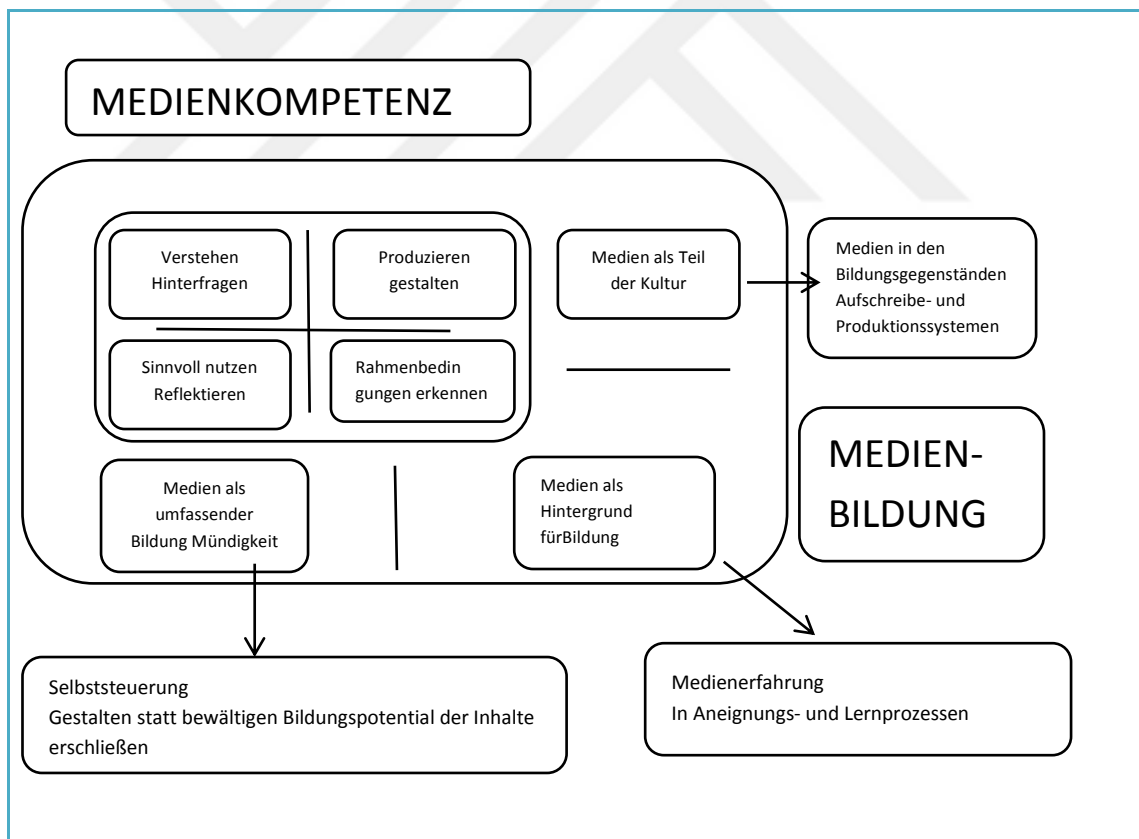 MEDIENKOMPETENZ
Verstehen
Hinterfragen
Produzieren
gestalten
Medien als Teil
der Kultur
Medien in den
Bildungsgegenständen
Aufschreibe- und
Produktionssystemen
Sinnvoll nutzen
Reflektieren
Rahmenbedin
gungen erkennen
MEDIEN-
BILDUNG
Medien als
umfassender
Bildung Mündigkeit
Medien als
Hintergrund
fürBildung
Selbststeuerung
Gestalten statt bewältigen Bildungspotential der Inhalte
erschließen
Medienerfahrung
In Aneignungs- und Lernprozessen